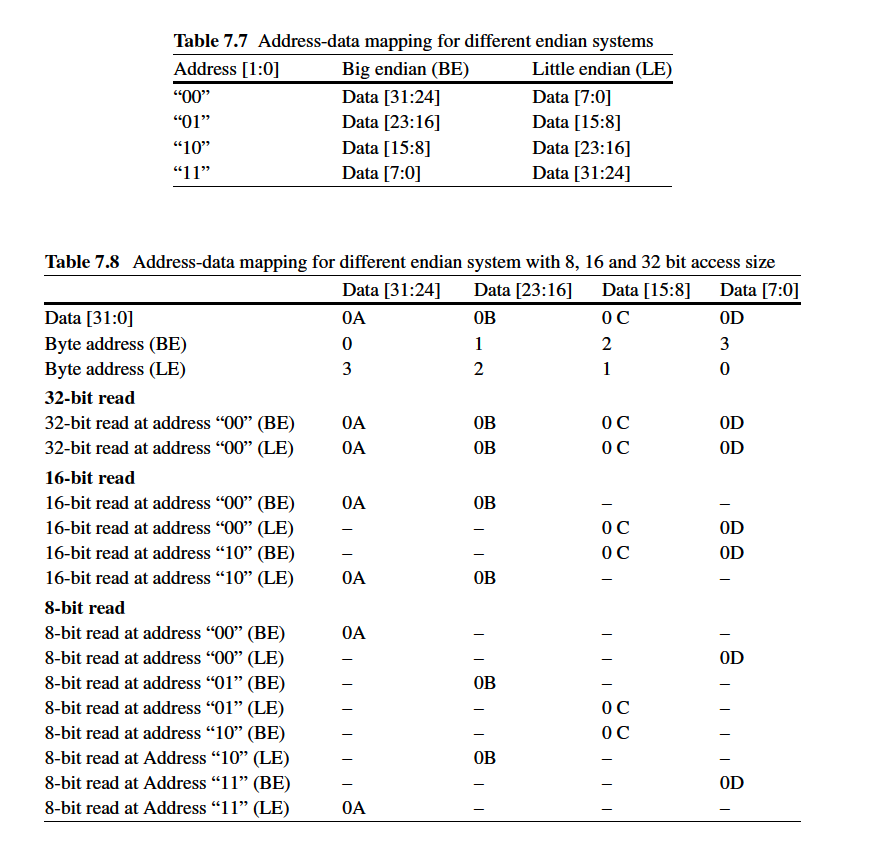 Table 7.7 Address-data mapping for different endian systems
Address [1:0] Big endian (BE) Little endian (LE)
“00” Data [31:24] Data [7:0]
“01” Data [23:16] Data [15:8]
“10” Data [15:8] Data [23:16]
“11” Data [7:0] Data [31:24]
Table 7.8 Address-data mapping for different endian system with 8, 16 and 32 bit access size
Data [31:24] Data [23:16] Data [15:8] Data [7:0]
Data [31:0] 0A 0B 0 C 0D
Byte address (BE) 0 1 2 3
Byte address (LE) 3 2 1 0
32-bit read
32-bit read at address “00” (BE) 0A 0B 0 C 0D
32-bit read at address “00” (LE) 0A 0B 0 C 0D
16-bit read
16-bit read at address “00” (BE) 0A 0B – –
16-bit read at address “00” (LE) – – 0 C 0D
16-bit read at address “10” (BE) – – 0 C 0D
16-bit read at address “10” (LE) 0A 0B – –
8-bit read
8-bit read at address “00” (BE) 0A – – –
8-bit read at address “00” (LE) – – – 0D
8-bit read at address “01” (BE) – 0B – –
8-bit read at address “01” (LE) – – 0 C –
8-bit read at address “10” (BE) – – 0 C –
8-bit read at Address “10” (LE) – 0B – –
8-bit read at Address “11” (BE) – – – 0D
8-bit read at Address “11” (LE) 0A – – –